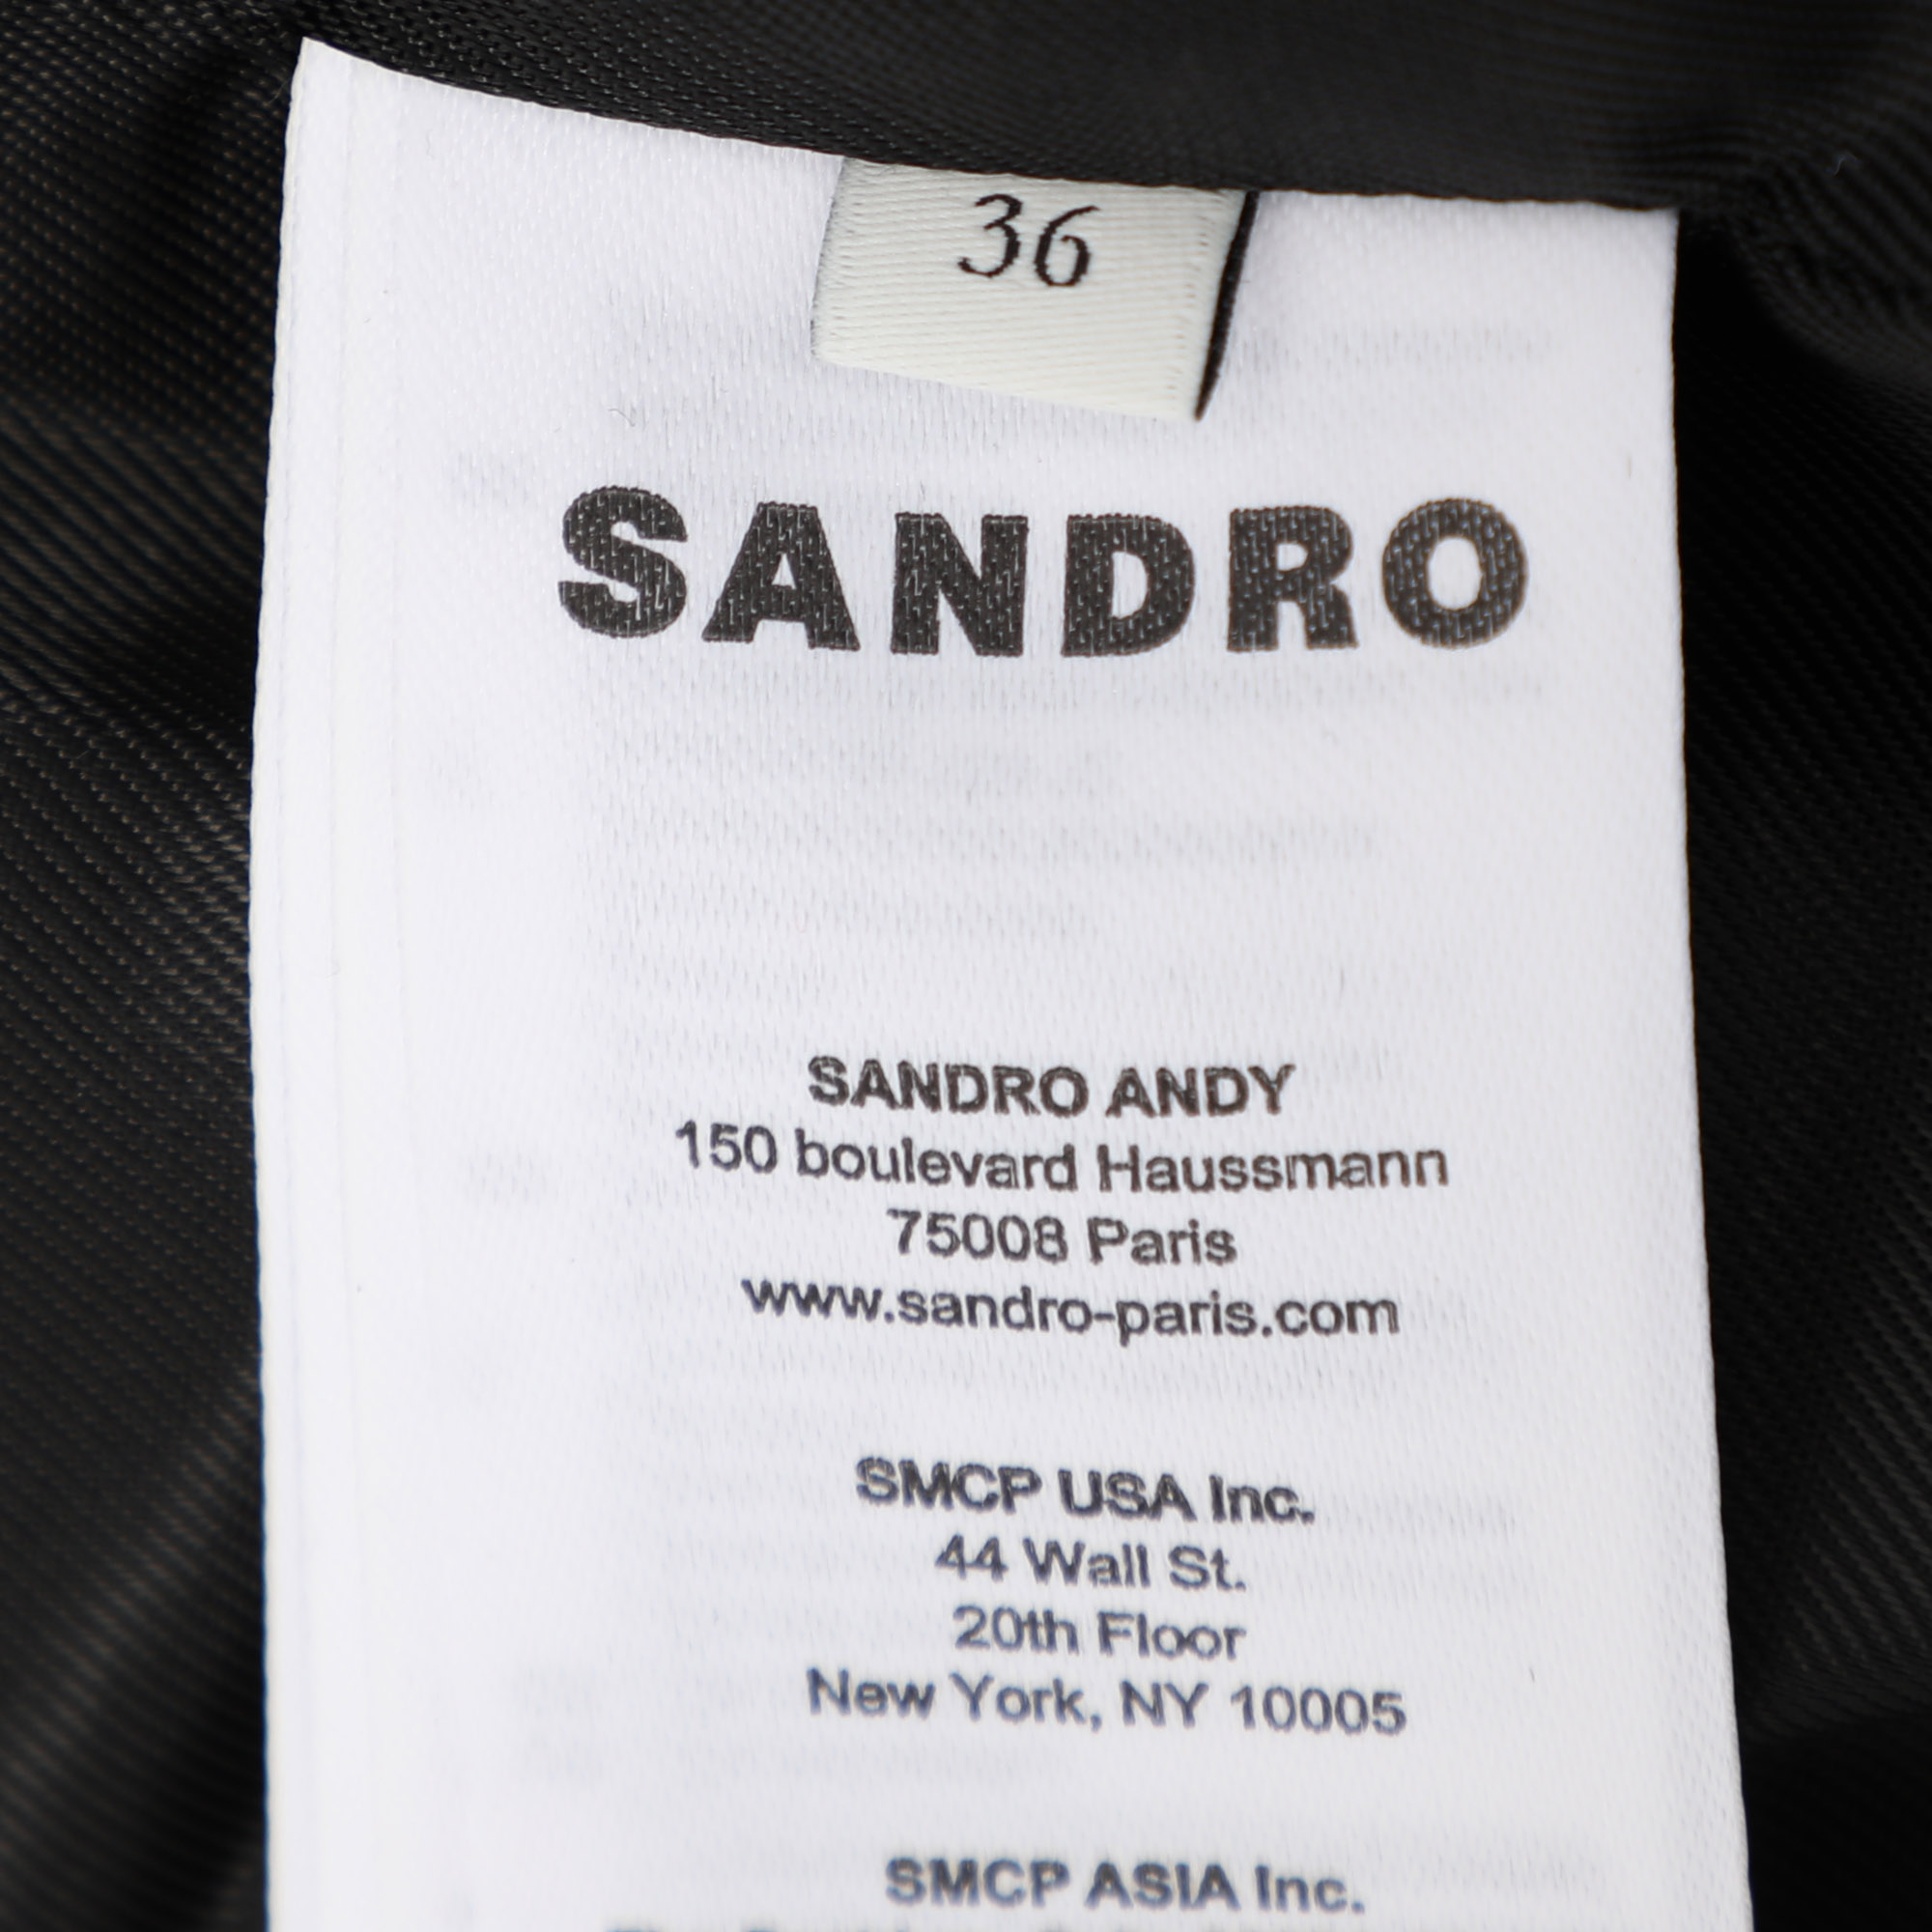 36
SANDRO
SANDRO ANDY
150 boulevard Haussmann
75008 Paris
www.sandro-paris.com
SMCP USA Inc.
44 Wall St.
20th Floor
New York, NY 10005
SMCP ASIA Inc.